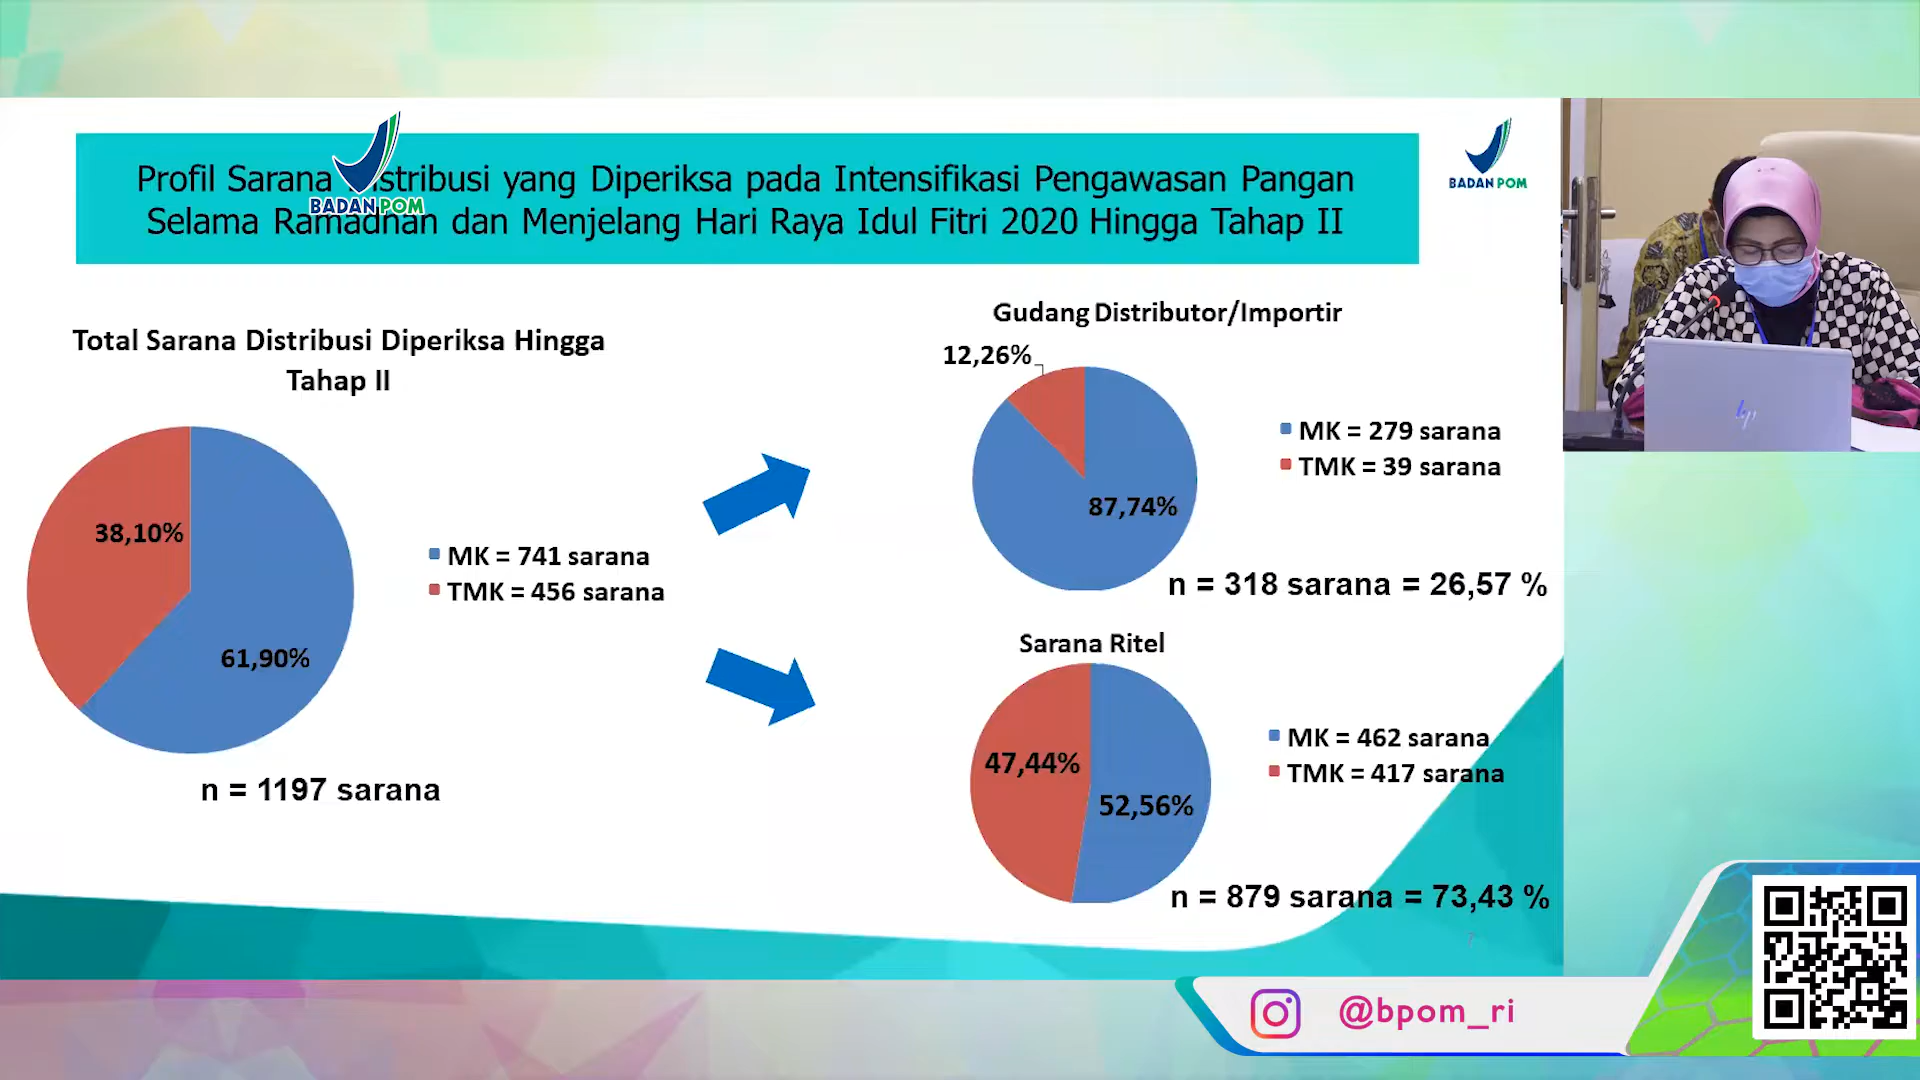 Profil Sarana Distribusi yang Diperiksa pada Intensifikasi Pengawasan Pangan
Selama Ramadhan dan Menjelang Hari Raya Idul Fitri 2020 Hingga Tahap II
BADAN POM
BADAN POM
Total Sarana Distribusi Diperiksa Hingga
Tahap II
38,10%
61,90%
MK = 741 sarana
TMK = 456 sarana
n = 1197 sarana
Gudang Distributor/Importir
12,26%
87,74%
MK = 279 sarana
TMK = 39 sarana
n = 318 sarana = 26,57 %
Sarana Ritel
47,44%
52,56%
MK = 462 sarana
TMK = 417 sarana
n = 879 sarana = 73,43 %
hp
@bpom_ri